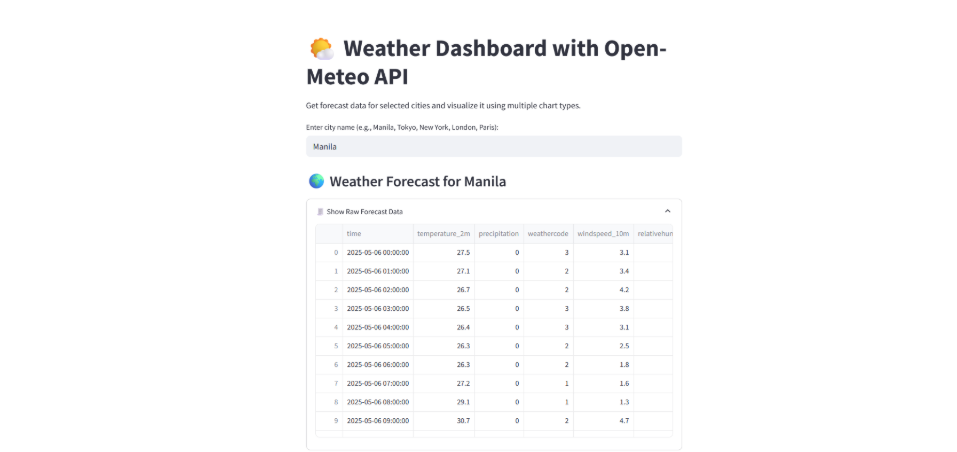 Weather Dashboard with Open-
Meteo API
Get forecast data for selected cities and visualize it using multiple chart types.
Enter city name (e.g., Manila, Tokyo, New York, London, Paris):
Manila
Weather Forecast for Manila
Show Raw Forecast Data
time temperature_2m precipitation weathercode windspeed_10m relativehun
0 2025-05-06 00:00:00 27.5 0 3 3.1
1 2025-05-06 01:00:00 27.1 0 2 3.4
2 2025-05-06 02:00:00 26.7 0 2 4.2
3 2025-05-06 03:00:00 26.5 0 3 3.8
4 2025-05-06 04:00:00 26.4 0 3 3.1
5 2025-05-06 05:00:00 26.3 0 2 2.5
6 2025-05-06 06:00:00 26.3 0 2 1.8
7 2025-05-06 07:00:00 27.2 0 1 1.6
8 2025-05-06 08:00:00 29.1 0 1 1.3
9 2025-05-06 09:00:00 30.7 0 2 4.7